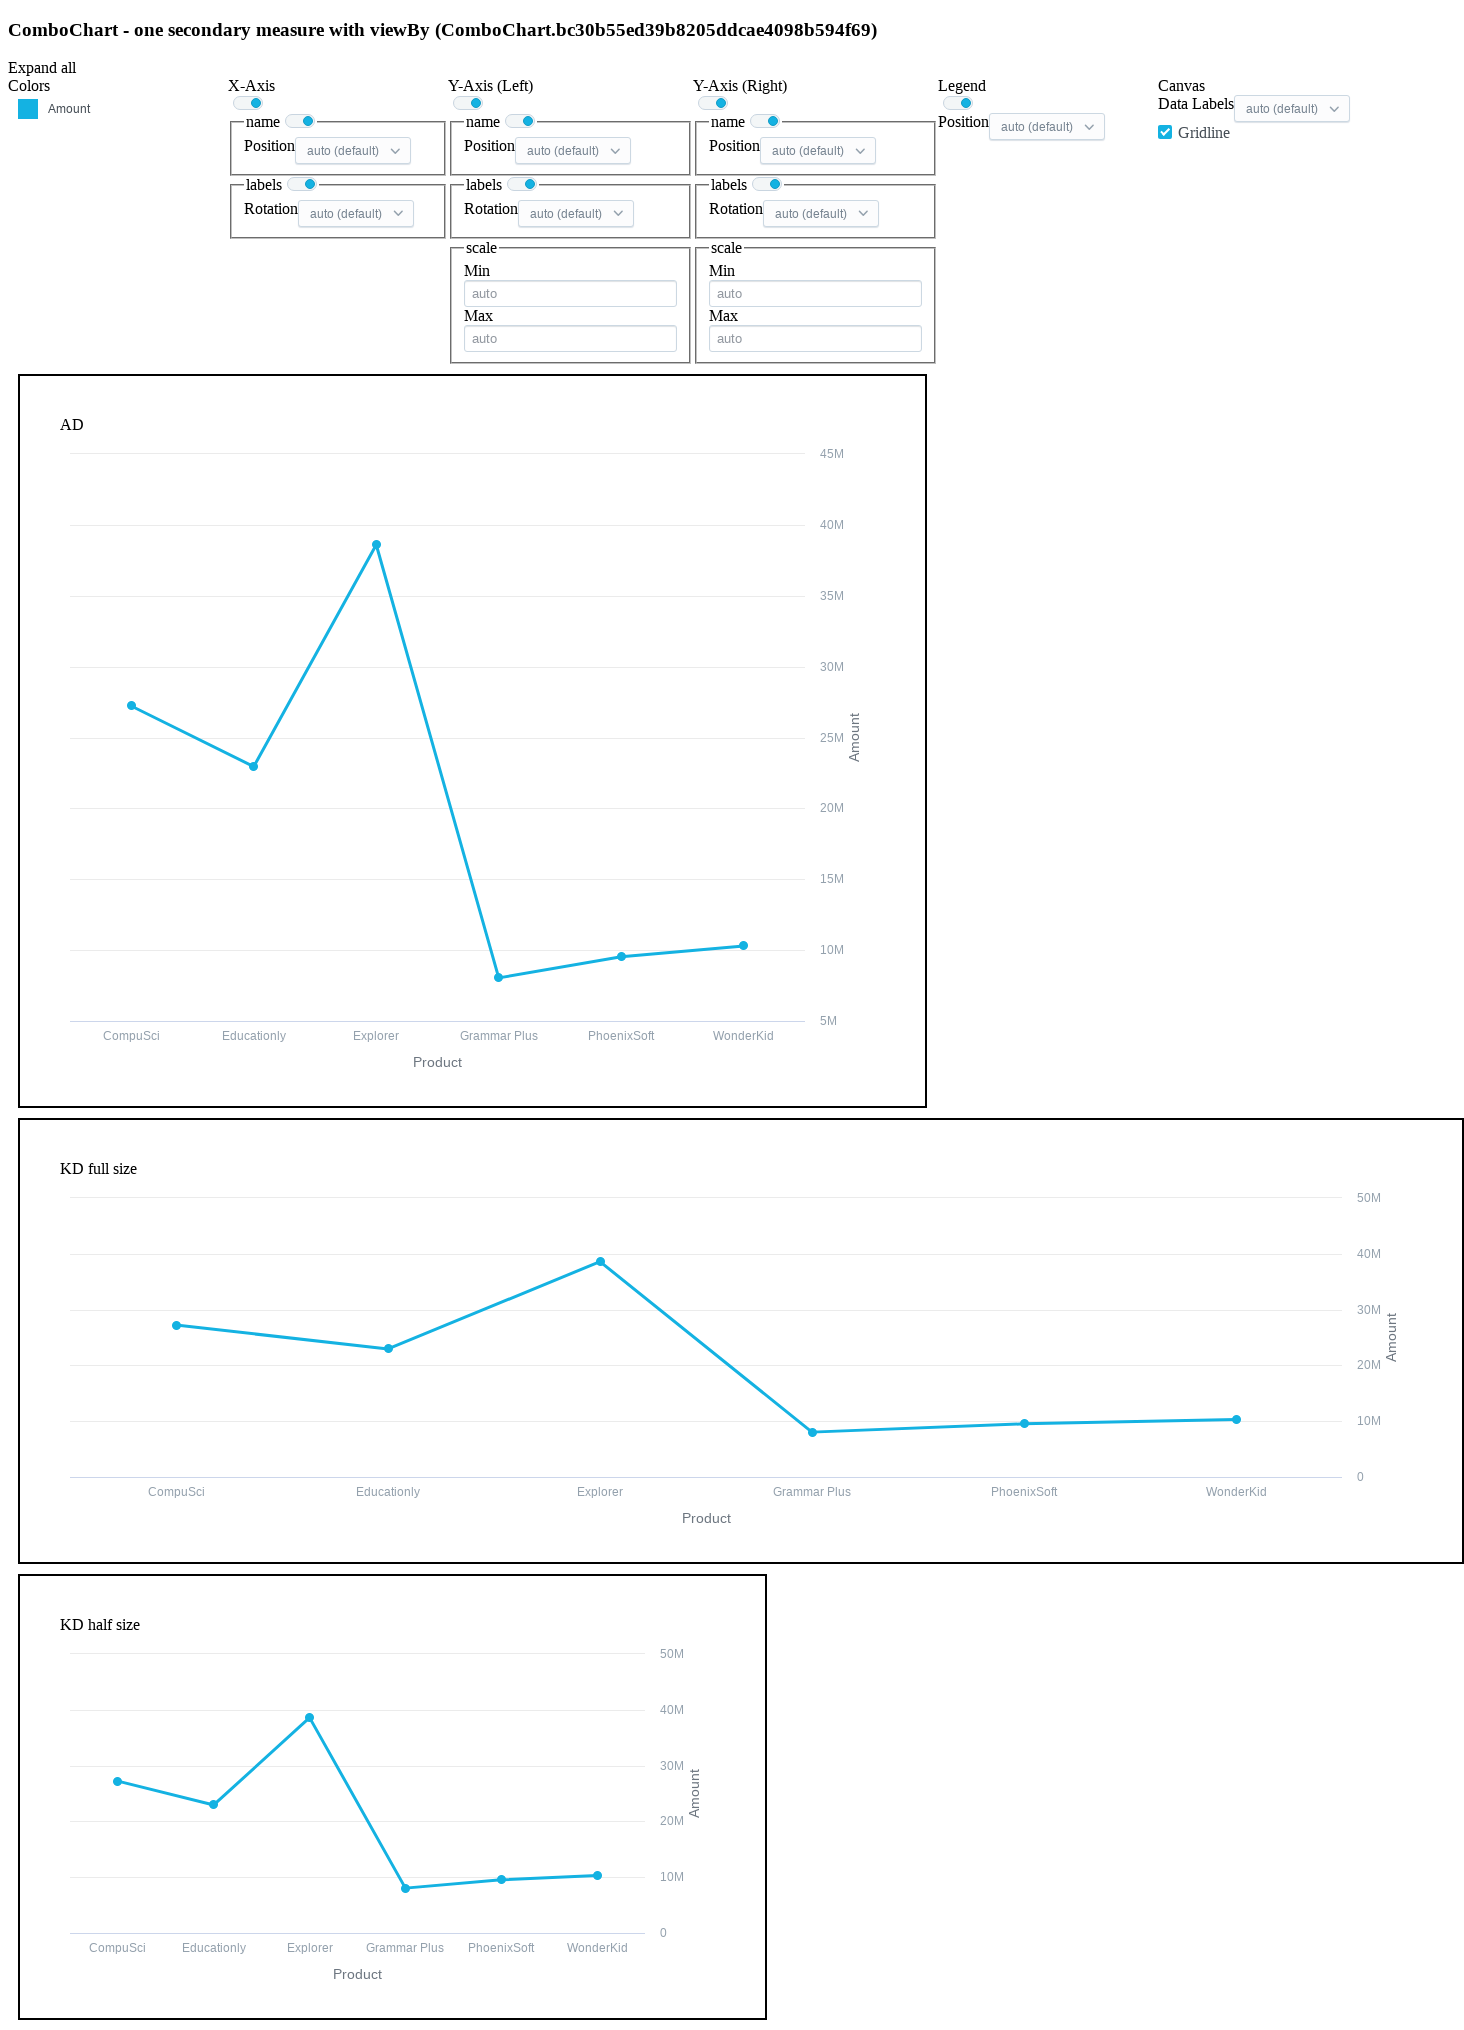 ComboChart - one secondary measure with viewBy (ComboChart.bc30b55ed39b8205ddcae4098b594f69)
Expand all
Colors
Amount
X-Axis
name
Position auto (default)
labels
Rotation auto (default)
Y-Axis (Left)
name
Position auto (default)
labels
Rotation auto (default)
scale
Min
auto
Max
auto
Y-Axis (Right)
name
Position auto (default)
labels
Rotation auto (default)
scale
Min
auto
Max
auto
Legend
Position auto (default)
Canvas
Data Labels auto (default)
Gridline
AD
45M
40M
35M
30M
25M
20M
15M
10M
5M
Amount
CompuSci Educationly Explorer Grammar Plus PhoenixSoft WonderKid
Product
KD full size
50M
40M
30M
20M
10M
0
Amount
CompuSci Educationly Explorer Grammar Plus PhoenixSoft WonderKid
Product
KD half size
50M
40M
30M
20M
10M
0
Amount
CompuSci Educationly Explorer Grammar Plus PhoenixSoft WonderKid
Product